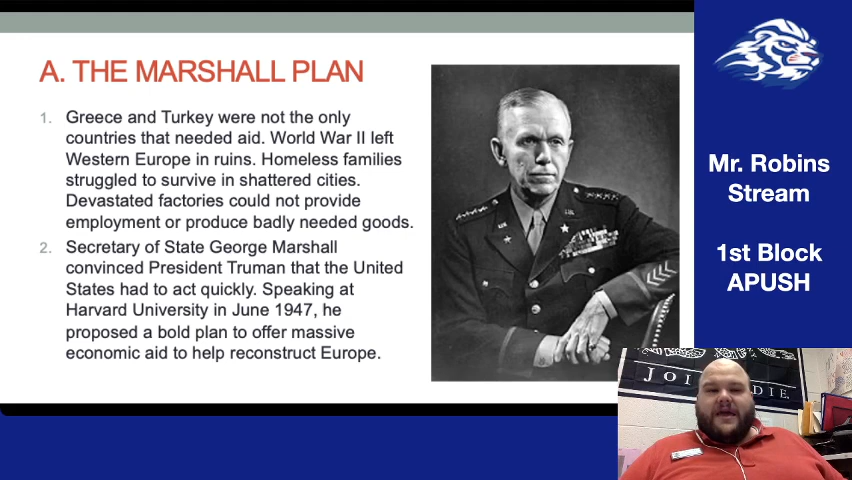 A. THE MARSHALL PLAN
1. Greece and Turkey were not the only
countries that needed aid. World War II left
Western Europe in ruins. Homeless families
struggled to survive in shattered cities.
Devastated factories could not provide
employment or produce badly needed goods.
2. Secretary of State George Marshall
convinced President Truman that the United
States had to act quickly. Speaking at
Harvard University in June 1947, he
proposed a bold plan to offer massive
economic aid to help reconstruct Europe.
Mr. Robins
Stream
1st Block
APUSH
JOIN
DIE.